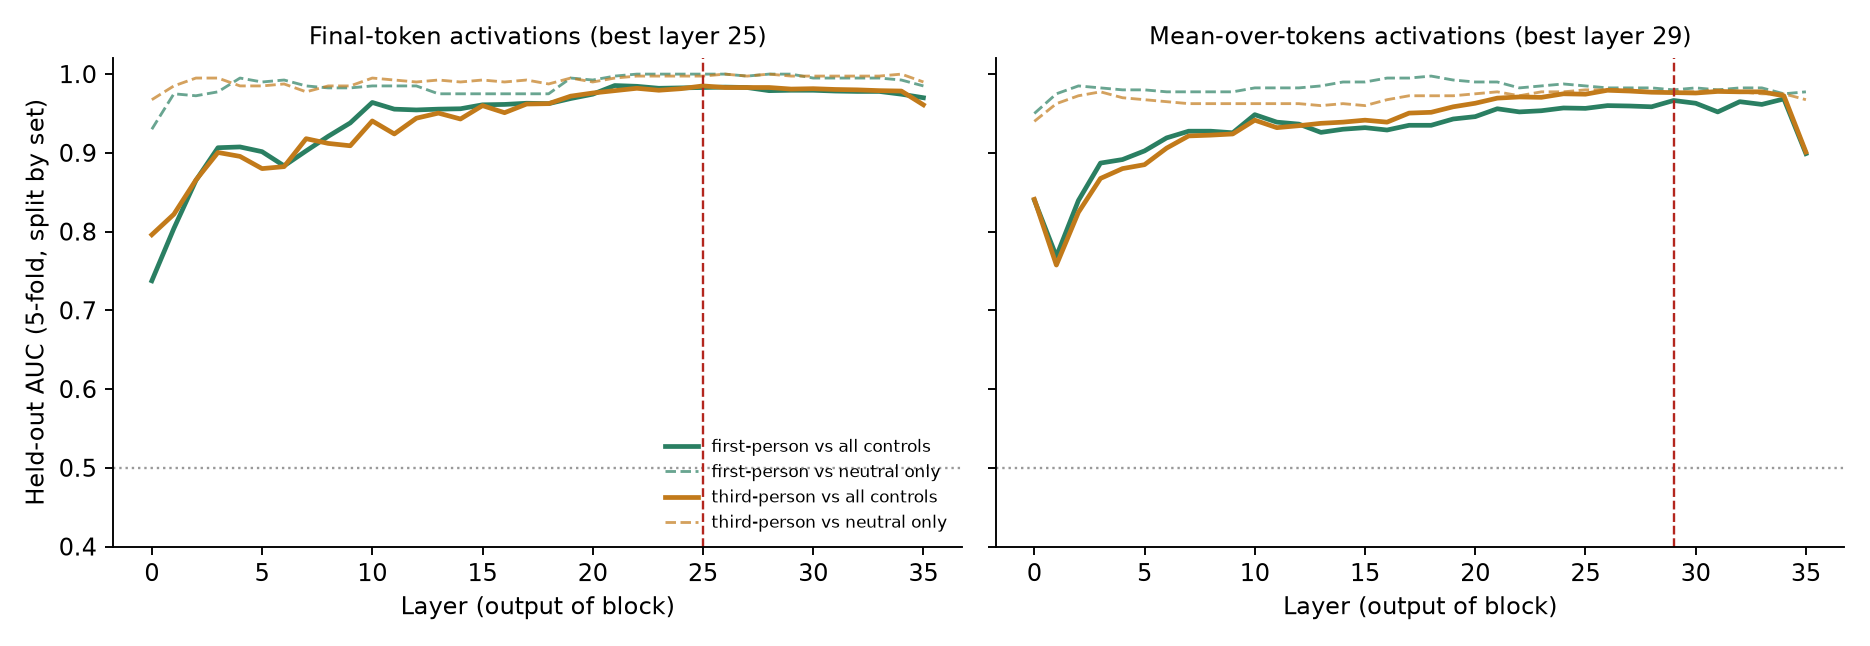 Final-token activations (best layer 25)
Mean-over-tokens activations (best layer 29)
Held-out AUC (5-fold, split by set)
1.0
0.9
0.8
0.7
0.6
0.5
0.4
first-person vs all controls
first-person vs neutral only
third-person vs all controls
third-person vs neutral only
0 5 10 15 20 25 30 35
0 5 10 15 20 25 30 35
Layer (output of block)
Layer (output of block)